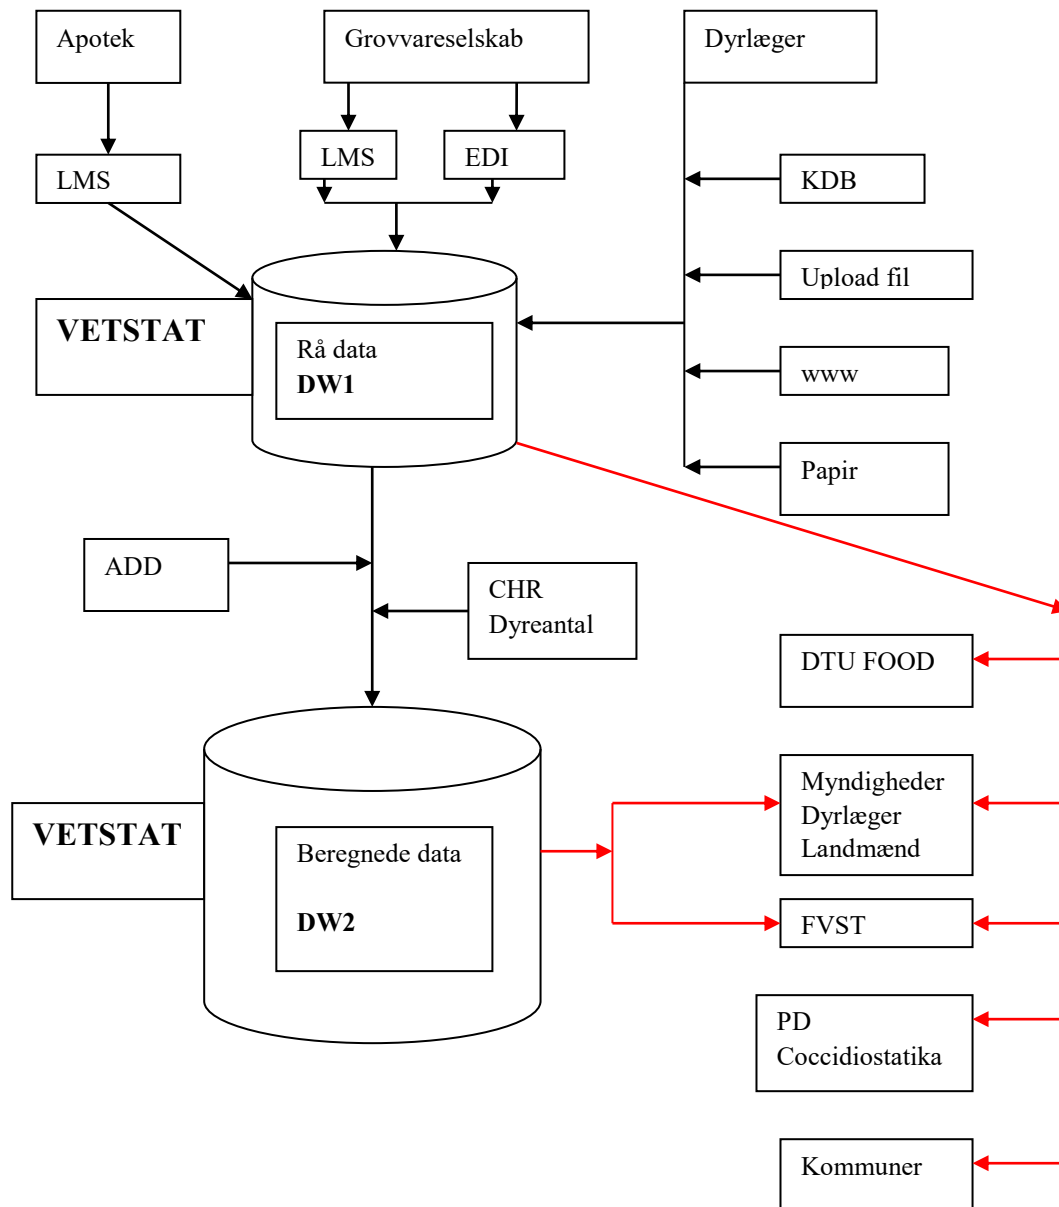 Apotek
Grovvareselskab
Dyrlæger
LMS
LMS
EDI
KDB
Upload fil
www
Papir
VETSTAT
Rå data
DW1
ADD
CHR
Dyreantal
DTU FOOD
VETSTAT
Beregnede data
DW2
Myndigheder
Dyrlæger
Landmænd
FVST
PD
Coccidiostatika
Kommuner